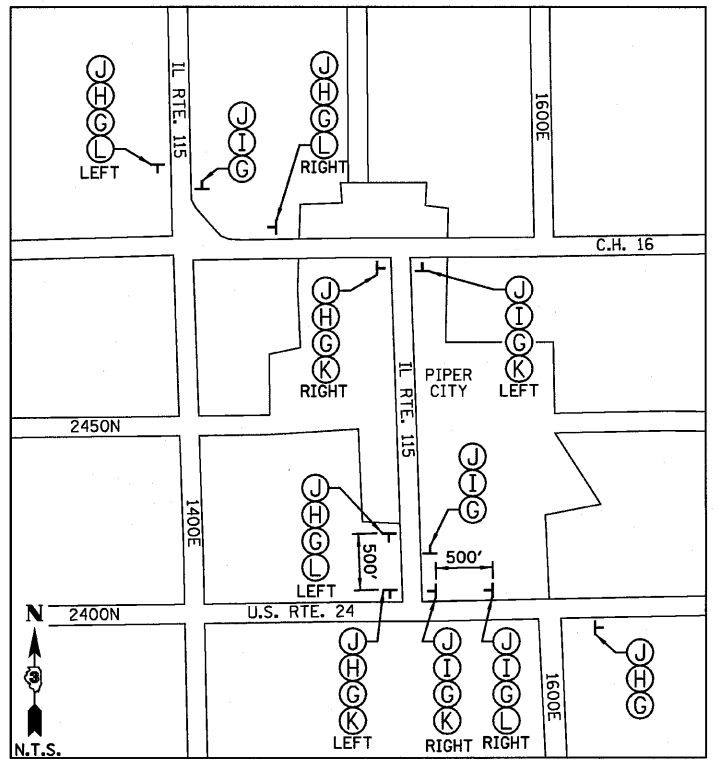 J
H
G
L
LEFT
IL RTE. 115
J
I
G
J
H
G
L
RIGHT
1600E
C.H. 16
J
H
G
K
RIGHT
IL RTE. 115
PIPER
CITY
J
I
G
K
LEFT
2450N
1400E
J
H
G
L
LEFT
500'
J
I
G
500'
N
3
N.T.S.
2400N
U.S. RTE. 24
J
H
G
K
LEFT
J
I
G
K
RIGHT
J
I
G
L
RIGHT
1600E
J
H
G